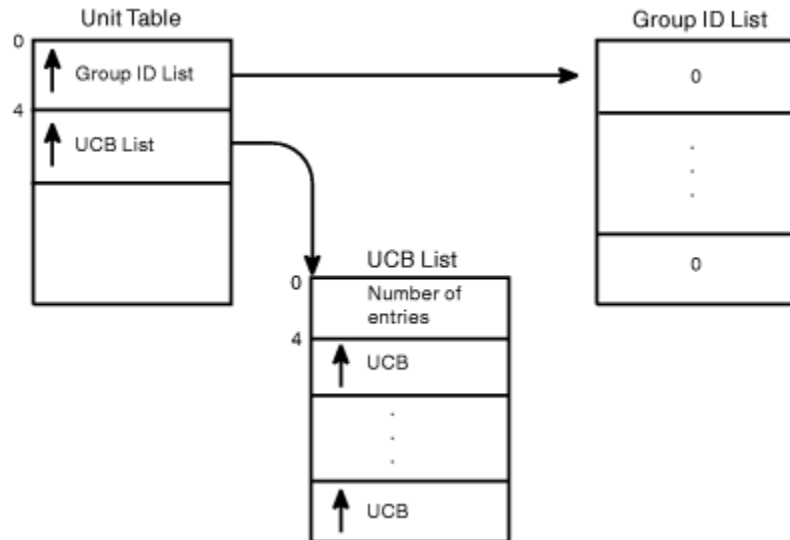 Unit Table
0
Group ID List
4
UCB List
Group ID List
0
.
.
.
0
UCB List
0
Number of
entries
4
UCB
.
.
.
UCB